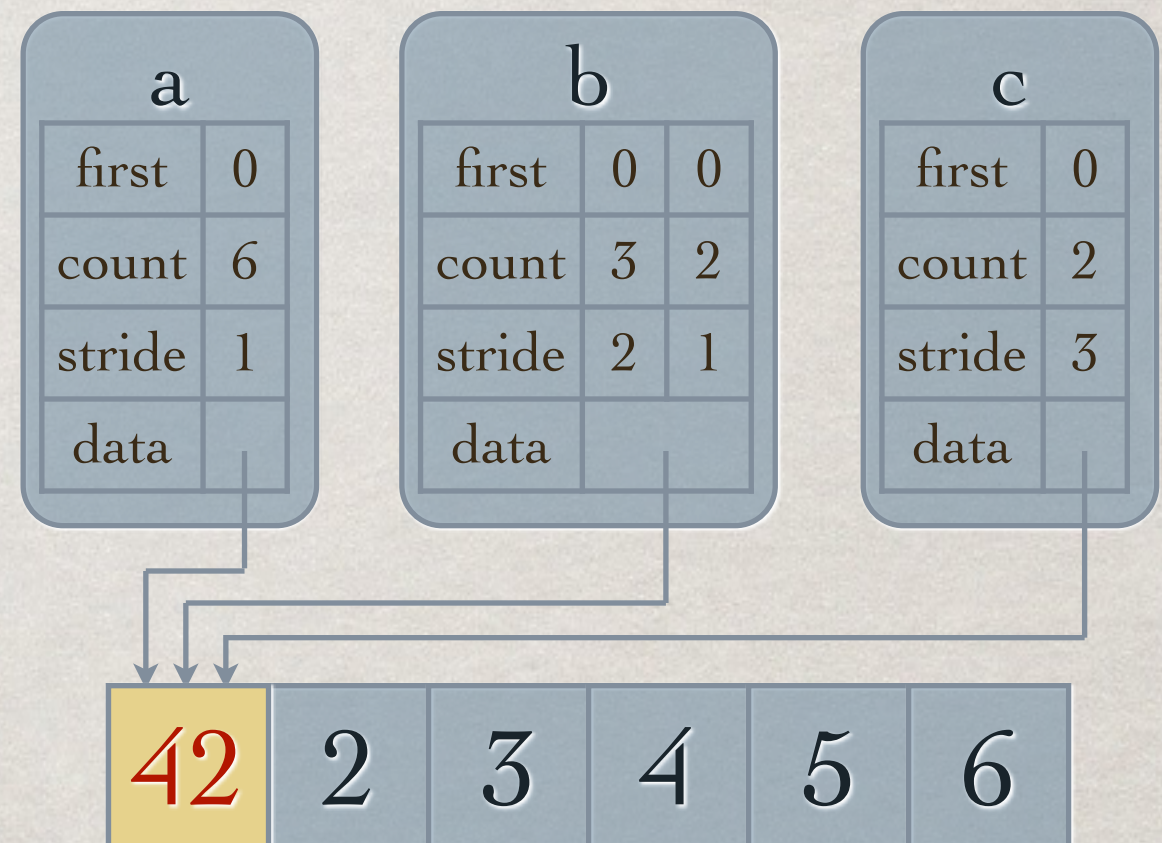 a
first 0
count 6
stride 1
data
b
first 0 0
count 3 2
stride 2 1
data
c
first 0
count 2
stride 3
data
42 2 3 4 5 6